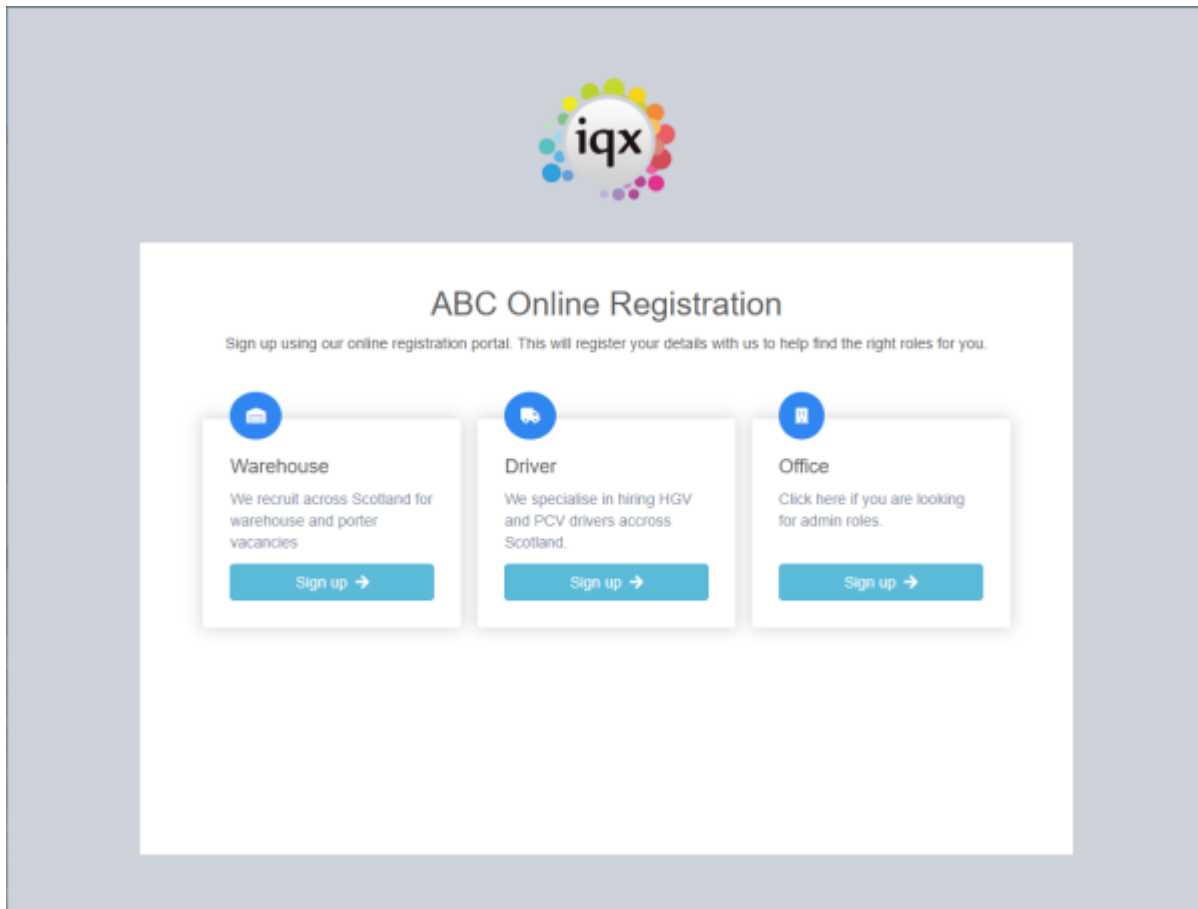 iqx
ABC Online Registration
Sign up using our online registration portal. This will register your details with us to help find the right roles for you.
Warehouse
We recruit across Scotland for
warehouse and porter
vacancies
Sign up
Driver
We specialise in hiring HGV
and PCV drivers accross
Scotland.
Sign up
Office
Click here if you are looking
for admin roles.
Sign up